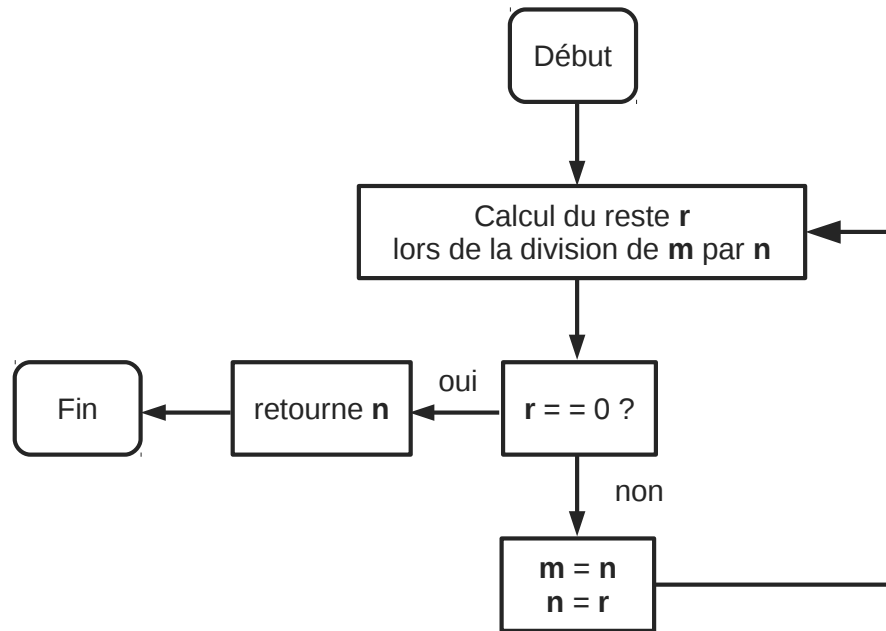 Début
Calcul du reste r
lors de la division de m par n
Fin
retourne n
oui
r = = 0 ?
non
m = n
n = r